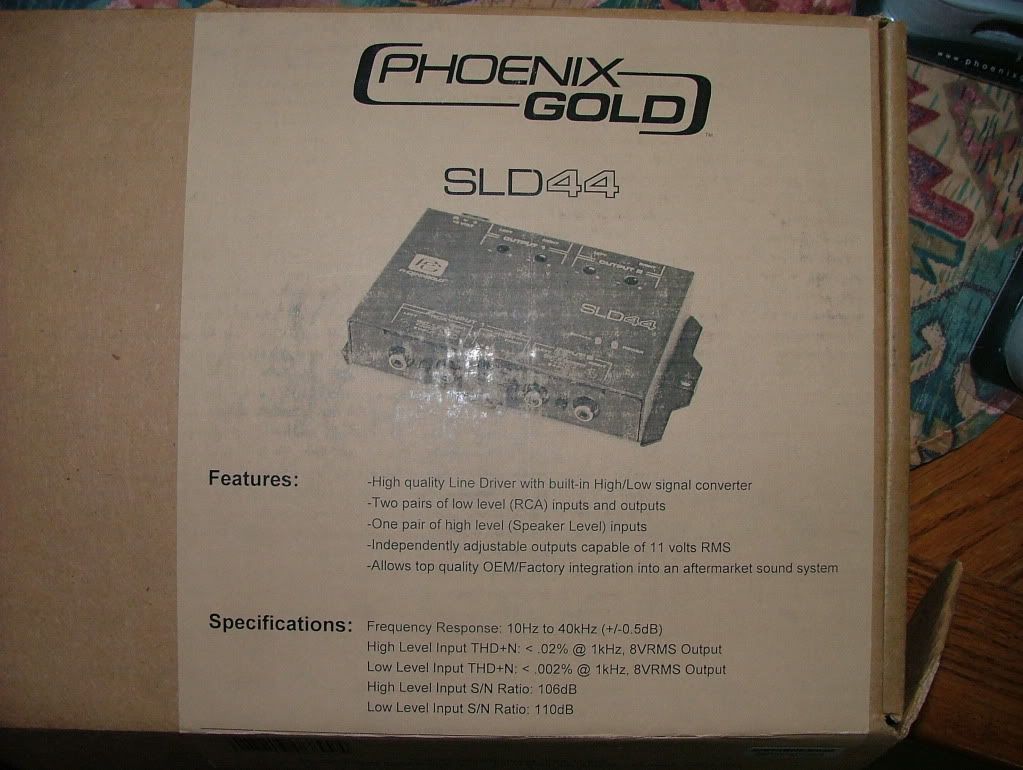 PHOENIX
GOLD
TM
SLD44
OUTPUT I
OUTPUT II
SLD44
Features:
-High quality Line Driver with built-in High/Low signal converter
-Two pairs of low level (RCA) inputs and outputs
-One pair of high level (Speaker Level) inputs
-Independently adjustable outputs capable of 11 volts RMS
-Allows top quality OEM/Factory integration into an aftermarket sound system
Specifications:
Frequency Response: 10Hz to 40kHz (+/-0.5dB)
High Level Input THD+N: < .02% @ 1kHz, 8VRMS Output
Low Level Input THD+N: < .002% @ 1kHz, 8VRMS Output
High Level Input S/N Ratio: 106dB
Low Level Input S/N Ratio: 110dB